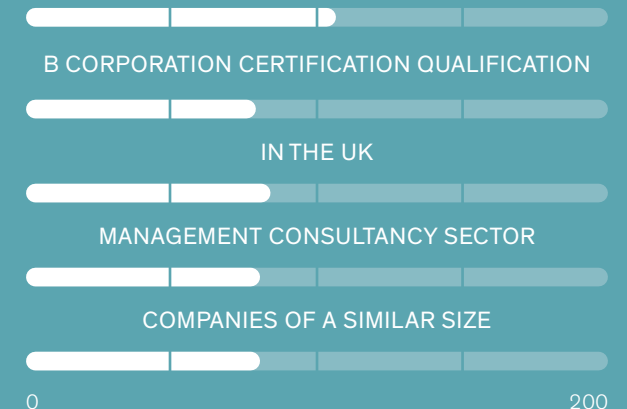 B CORPORATION CERTIFICATION QUALIFICATION
IN THE UK
MANAGEMENT CONSULTANCY SECTOR
COMPANIES OF A SIMILAR SIZE
0 200